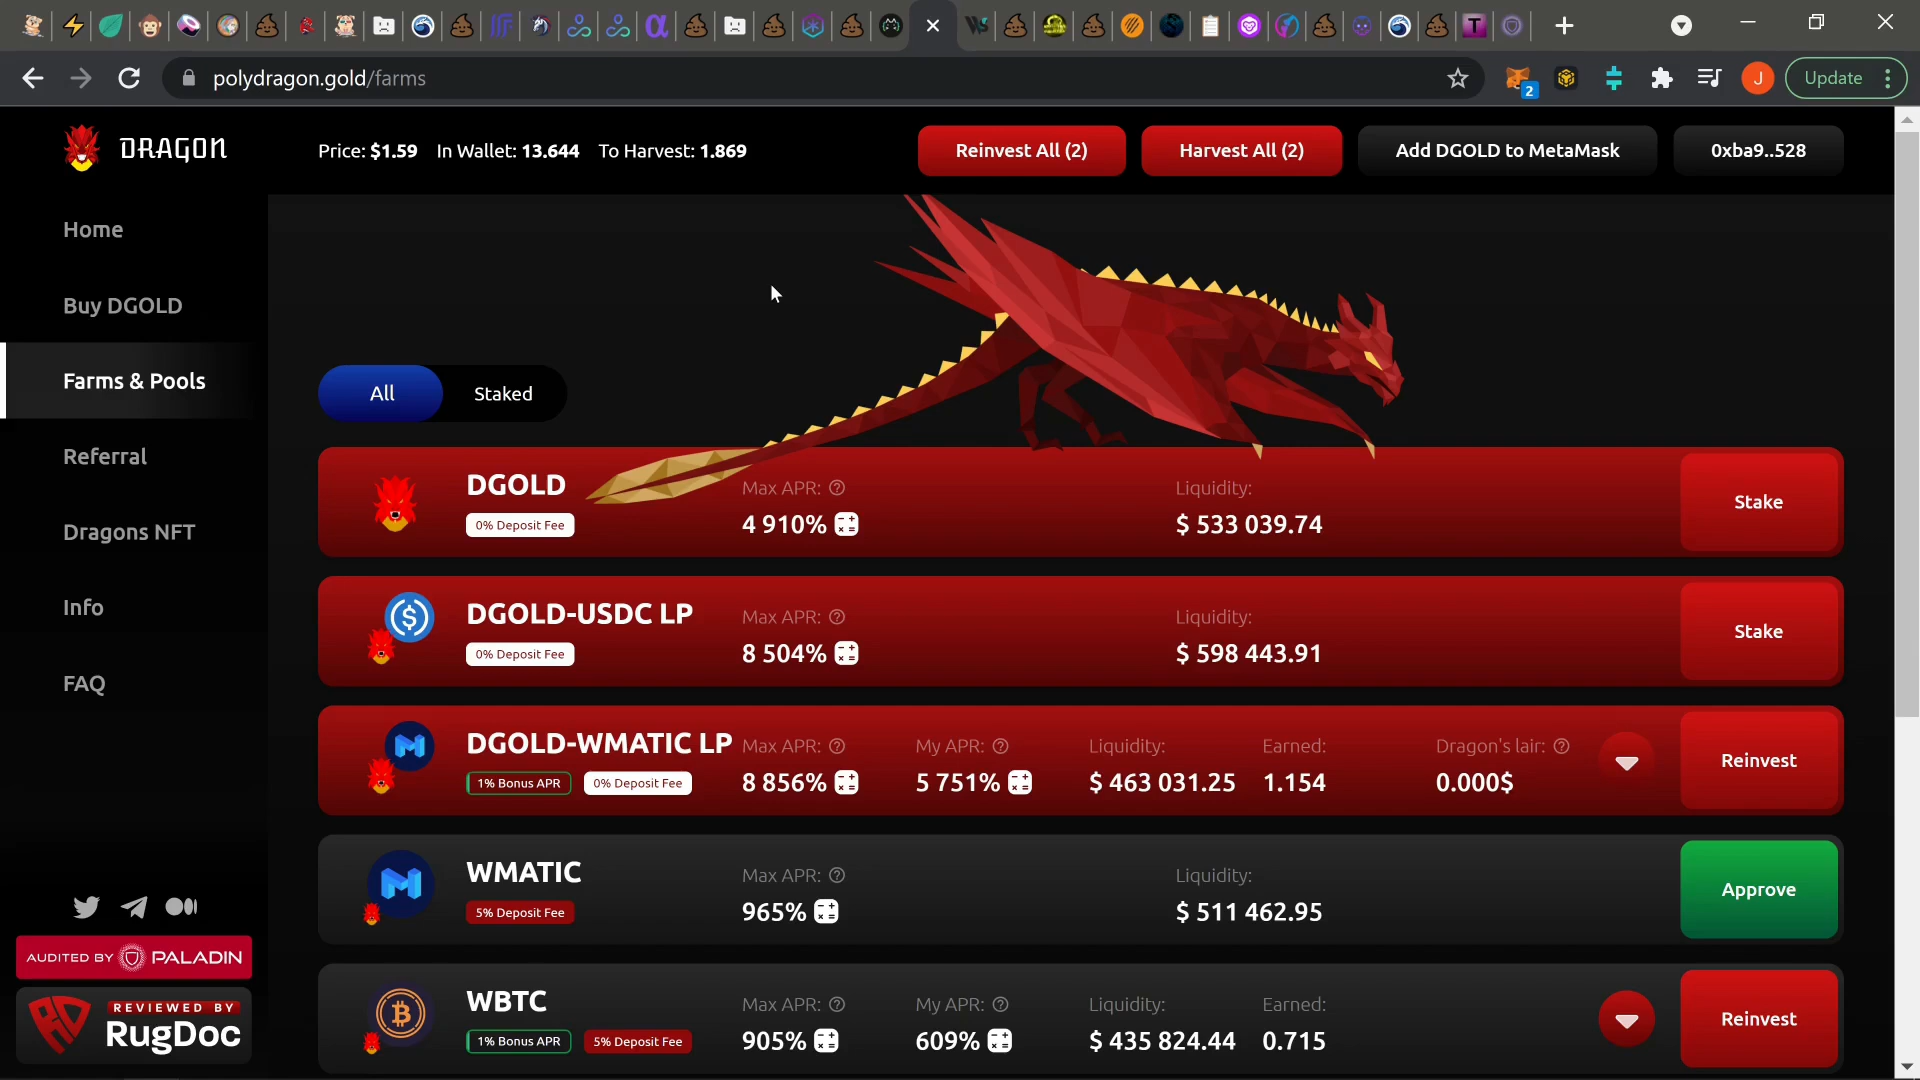 polydragon.gold/farms
2
J
Update
DRAGON
Price: $1.59 In Wallet: 13.644 To Harvest: 1.869
Reinvest All (2)
Harvest All (2)
Add DGOLD to MetaMask
0xba9..528
Home
Buy DGOLD
Farms & Pools
Referral
Dragons NFT
Info
FAQ
AUDITED BY PALADIN
REVIEWED BY
RugDoc
All
Staked
DGOLD
0% Deposit Fee
Max APR:
4 910%
Liquidity:
$ 533 039.74
Stake
DGOLD-USDC LP
0% Deposit Fee
Max APR:
8 504%
Liquidity:
$ 598 443.91
Stake
DGOLD-WMATIC LP
1% Bonus APR
0% Deposit Fee
Max APR:
8 856%
My APR:
5 751%
Liquidity:
$ 463 031.25
Earned:
1.154
Dragon's lair:
0.000$
Reinvest
WMATIC
5% Deposit Fee
Max APR:
965%
Liquidity:
$ 511 462.95
Approve
WBTC
1% Bonus APR
5% Deposit Fee
Max APR:
905%
My APR:
609%
Liquidity:
$ 435 824.44
Earned:
0.715
Reinvest